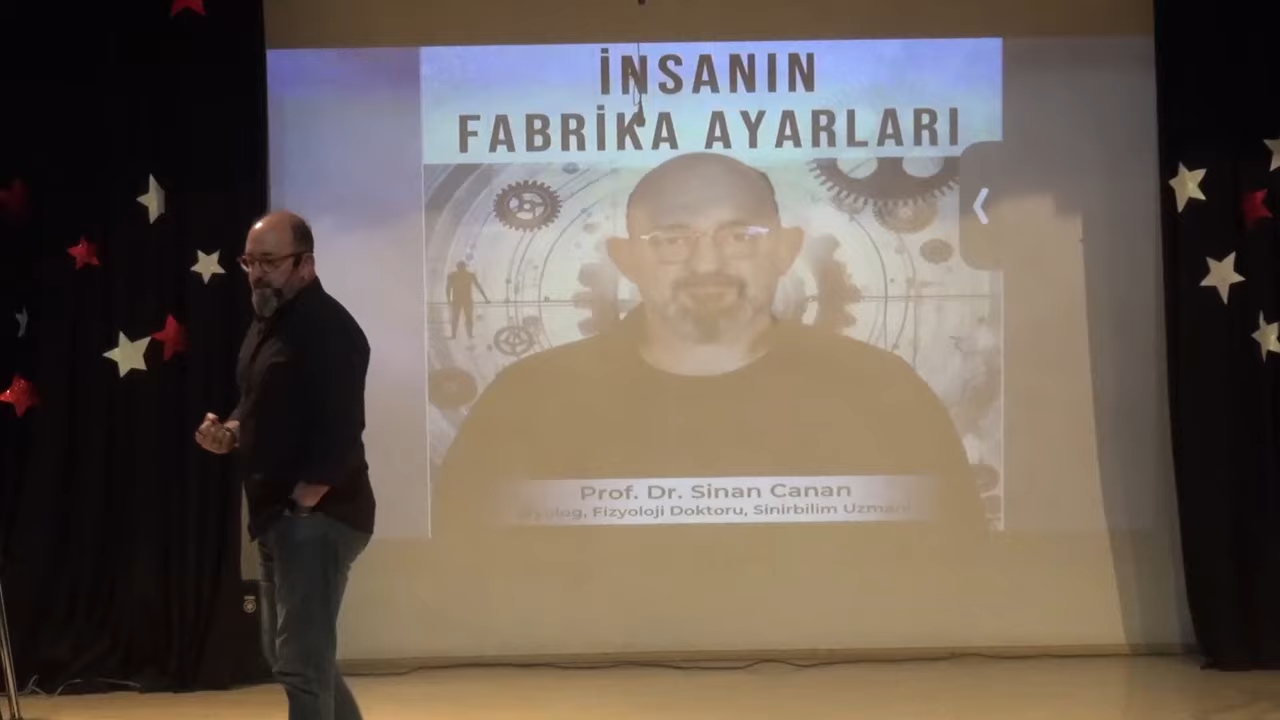 İNSANIN
FABRİKA AYARLARI
Prof. Dr. Sinan Canan
Fizyoloji Doktoru, Sinirbilim